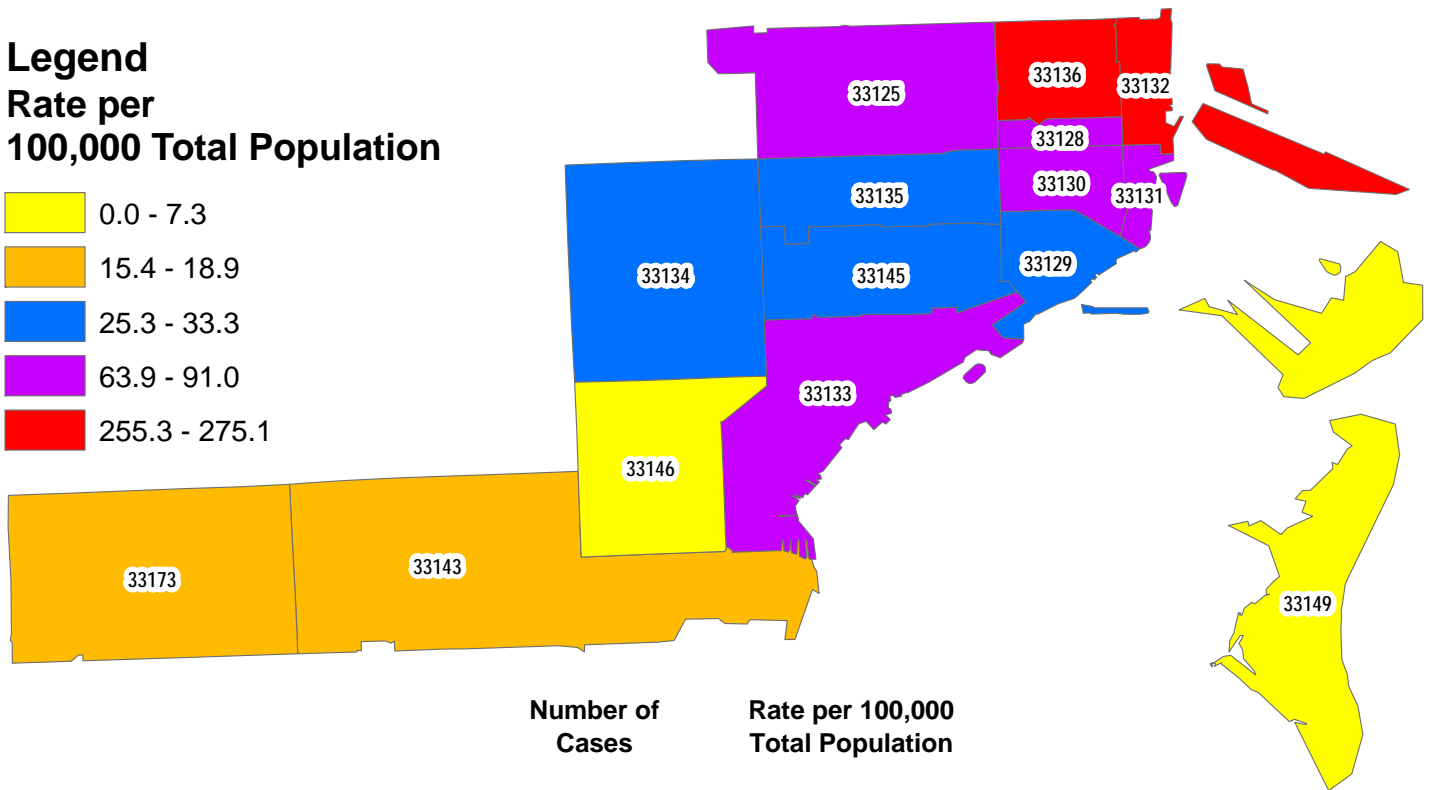 Legend
Rate per
100,000 Total Population
0.0 - 7.3
15.4 - 18.9
25.3 - 33.3
63.9 - 91.0
255.3 - 275.1
33125
33136
33132
33128
33135
33130
33131
33134
33145
33129
33133
33146
33173
33143
33149
Number of
Cases
Rate per 100,000
Total Population